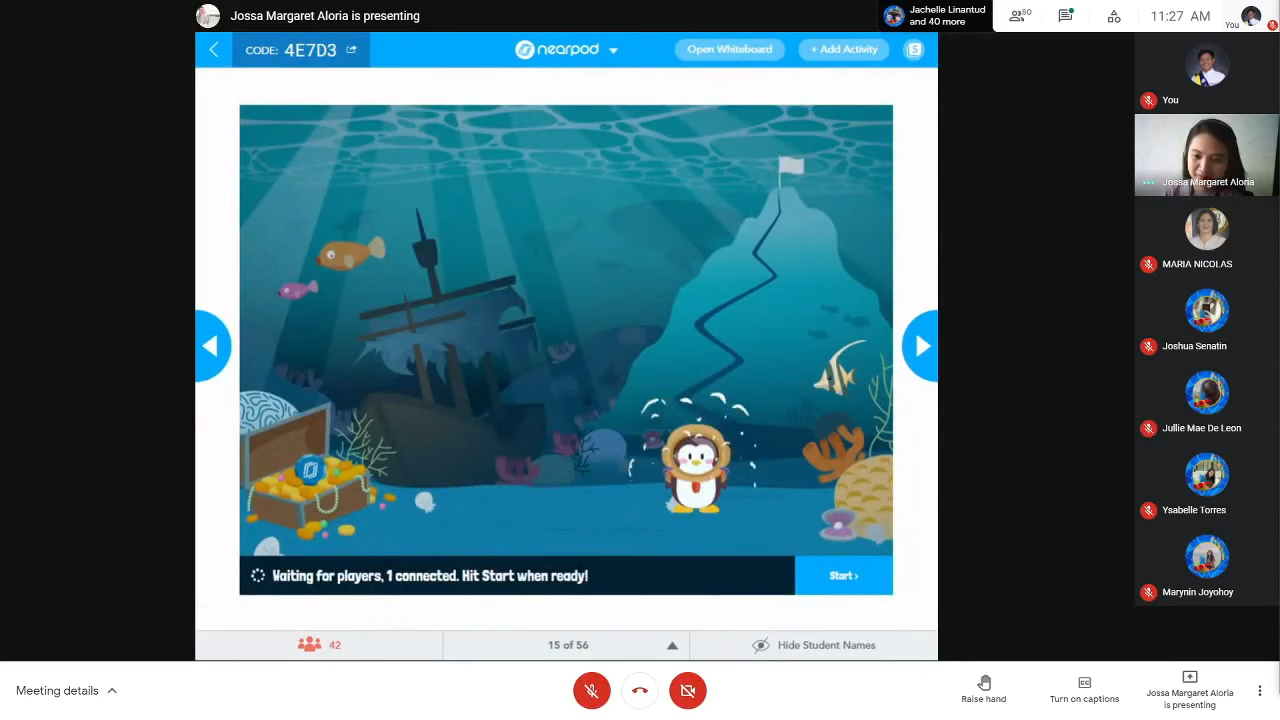 Jossa Margaret Aloria is presenting
Jachelle Linantud
and 40 more
50
11:27 AM
You
CODE: 4E7D3
nearpod
Open Whiteboard
+ Add Activity
S
You
Jossa Margaret Aloria
MARIA NICOLAS
Joshua Senatin
Jullie Mae De Leon
Ysabelle Torres
Marynin Joyohoy
Waiting for players, 1 connected. Hit Start when ready!
Start ›
42
15 of 56
Hide Student Names
Meeting details
Raise hand
Turn on captions
Jossa Margaret Aloria
is presenting